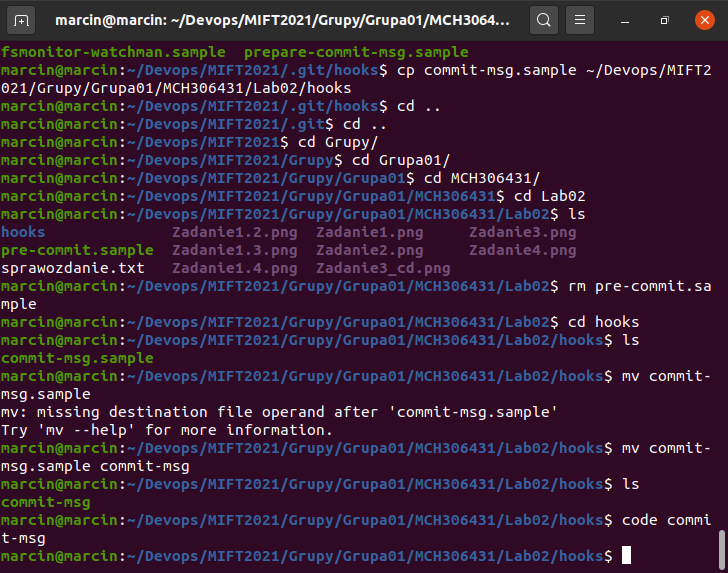 marcin@marcin: ~/Devops/MIFT2021/Grupy/Grupa01/MCH3064...
fsmonitor-watchman.sample  prepare-commit-msg.sample
marcin@marcin:~/Devops/MIFT2021/.git/hooks$ cp commit-msg.sample ~/Devops/MIFT2
021/Grupy/Grupa01/MCH306431/Lab02/hooks
marcin@marcin:~/Devops/MIFT2021/.git/hooks$ cd ..
marcin@marcin:~/Devops/MIFT2021/.git$ cd ..
marcin@marcin:~/Devops/MIFT2021$ cd Grupy/
marcin@marcin:~/Devops/MIFT2021/Grupy$ cd Grupa01/
marcin@marcin:~/Devops/MIFT2021/Grupy/Grupa01$ cd MCH306431/
marcin@marcin:~/Devops/MIFT2021/Grupy/Grupa01/MCH306431$ cd Lab02
marcin@marcin:~/Devops/MIFT2021/Grupy/Grupa01/MCH306431/Lab02$ ls
hooks              Zadanie1.2.png  Zadanie1.png     Zadanie3.png
pre-commit.sample  Zadanie1.3.png  Zadanie2.png     Zadanie4.png
sprawozdanie.txt   Zadanie1.4.png  Zadanie3_cd.png
marcin@marcin:~/Devops/MIFT2021/Grupy/Grupa01/MCH306431/Lab02$ rm pre-commit.sa
mple
marcin@marcin:~/Devops/MIFT2021/Grupy/Grupa01/MCH306431/Lab02$ cd hooks
marcin@marcin:~/Devops/MIFT2021/Grupy/Grupa01/MCH306431/Lab02/hooks$ ls
commit-msg.sample
marcin@marcin:~/Devops/MIFT2021/Grupy/Grupa01/MCH306431/Lab02/hooks$ mv commit-
msg.sample
mv: missing destination file operand after 'commit-msg.sample'
Try 'mv --help' for more information.
marcin@marcin:~/Devops/MIFT2021/Grupy/Grupa01/MCH306431/Lab02/hooks$ mv commit-
msg.sample commit-msg
marcin@marcin:~/Devops/MIFT2021/Grupy/Grupa01/MCH306431/Lab02/hooks$ ls
commit-msg
marcin@marcin:~/Devops/MIFT2021/Grupy/Grupa01/MCH306431/Lab02/hooks$ code commi
t-msg
marcin@marcin:~/Devops/MIFT2021/Grupy/Grupa01/MCH306431/Lab02/hooks$